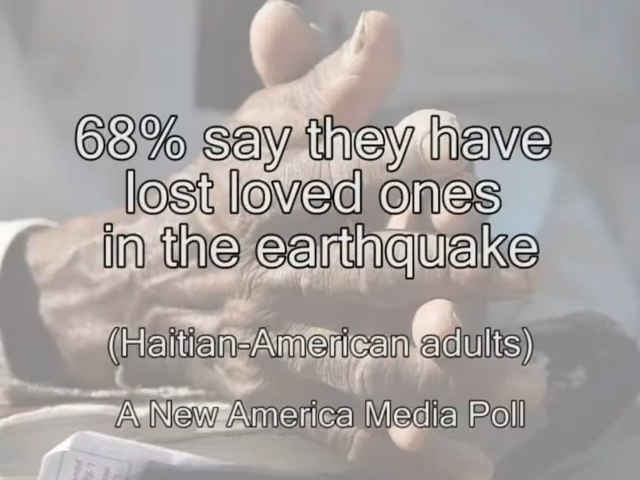 68% say they have
lost loved ones
in the earthquake
(Haitian-American adults)
A New America Media Poll